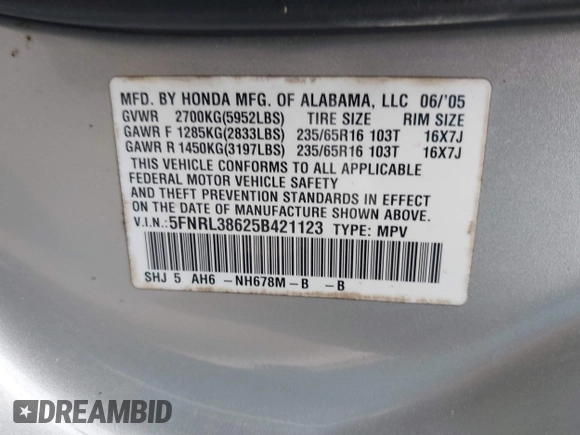 MFD. BY HONDA MFG. OF ALABAMA, LLC 06/'05
GVWR 2700KG(5952LBS) TIRE SIZE RIM SIZE
GAWR F 1285KG(2833LBS) 235/65R16 103T 16X7J
GAWR R 1450KG(3197LBS) 235/65R16 103T 16X7J
THIS VEHICLE CONFORMS TO ALL APPLICABLE
FEDERAL MOTOR VEHICLE SAFETY
AND THEFT PREVENTION STANDARDS IN EFFECT
ON THE DATE OF MANUFACTURE SHOWN ABOVE.
V.I.N.: 5FNRL38625B421123 TYPE: MPV
SHJ 5 AH6 -NH678M-B -B
DREAMBID